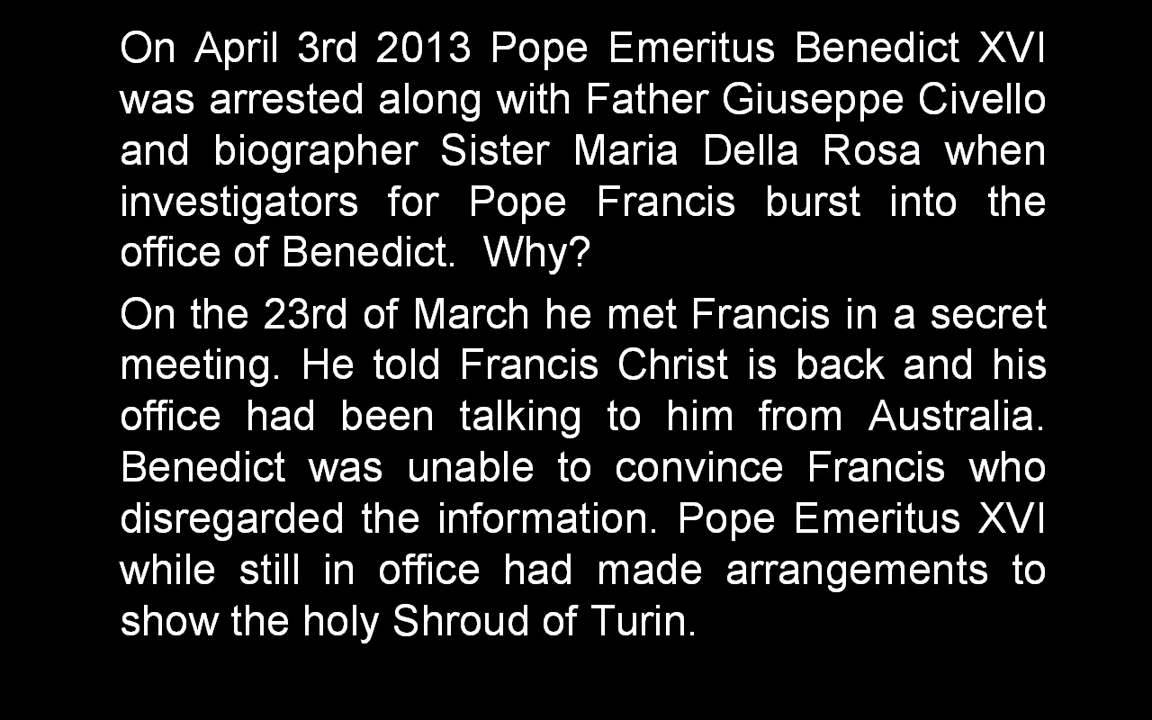 On April 3rd 2013 Pope Emeritus Benedict XVI
was arrested along with Father Giuseppe Civello
and biographer Sister Maria Della Rosa when
investigators for Pope Francis burst into the
office of Benedict.  Why?
On the 23rd of March he met Francis in a secret
meeting. He told Francis Christ is back and his
office had been talking to him from Australia.
Benedict was unable to convince Francis who
disregarded the information. Pope Emeritus XVI
while still in office had made arrangements to
show the holy Shroud of Turin.